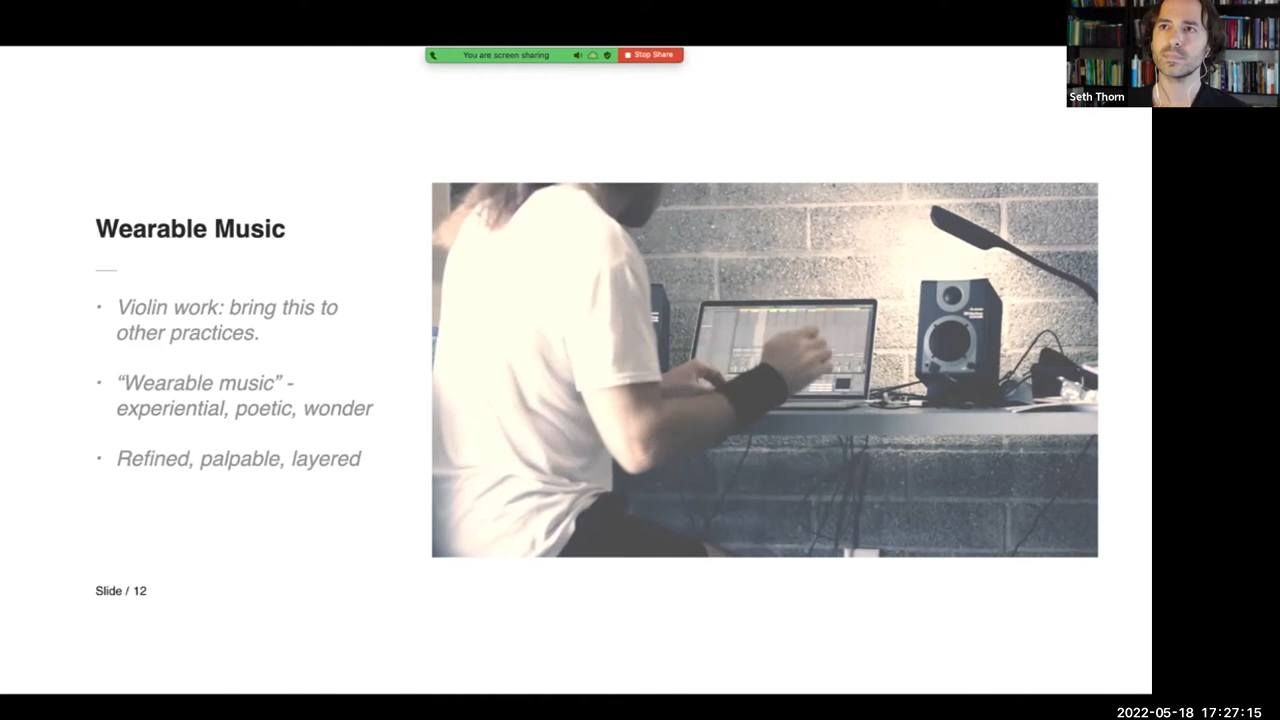 You are screen sharing
Stop Share
Seth Thorn
Wearable Music
• Violin work: bring this to
other practices.
• “Wearable music” -
experiential, poetic, wonder
• Refined, palpable, layered
Slide / 12
2022-05-18 17:27:15